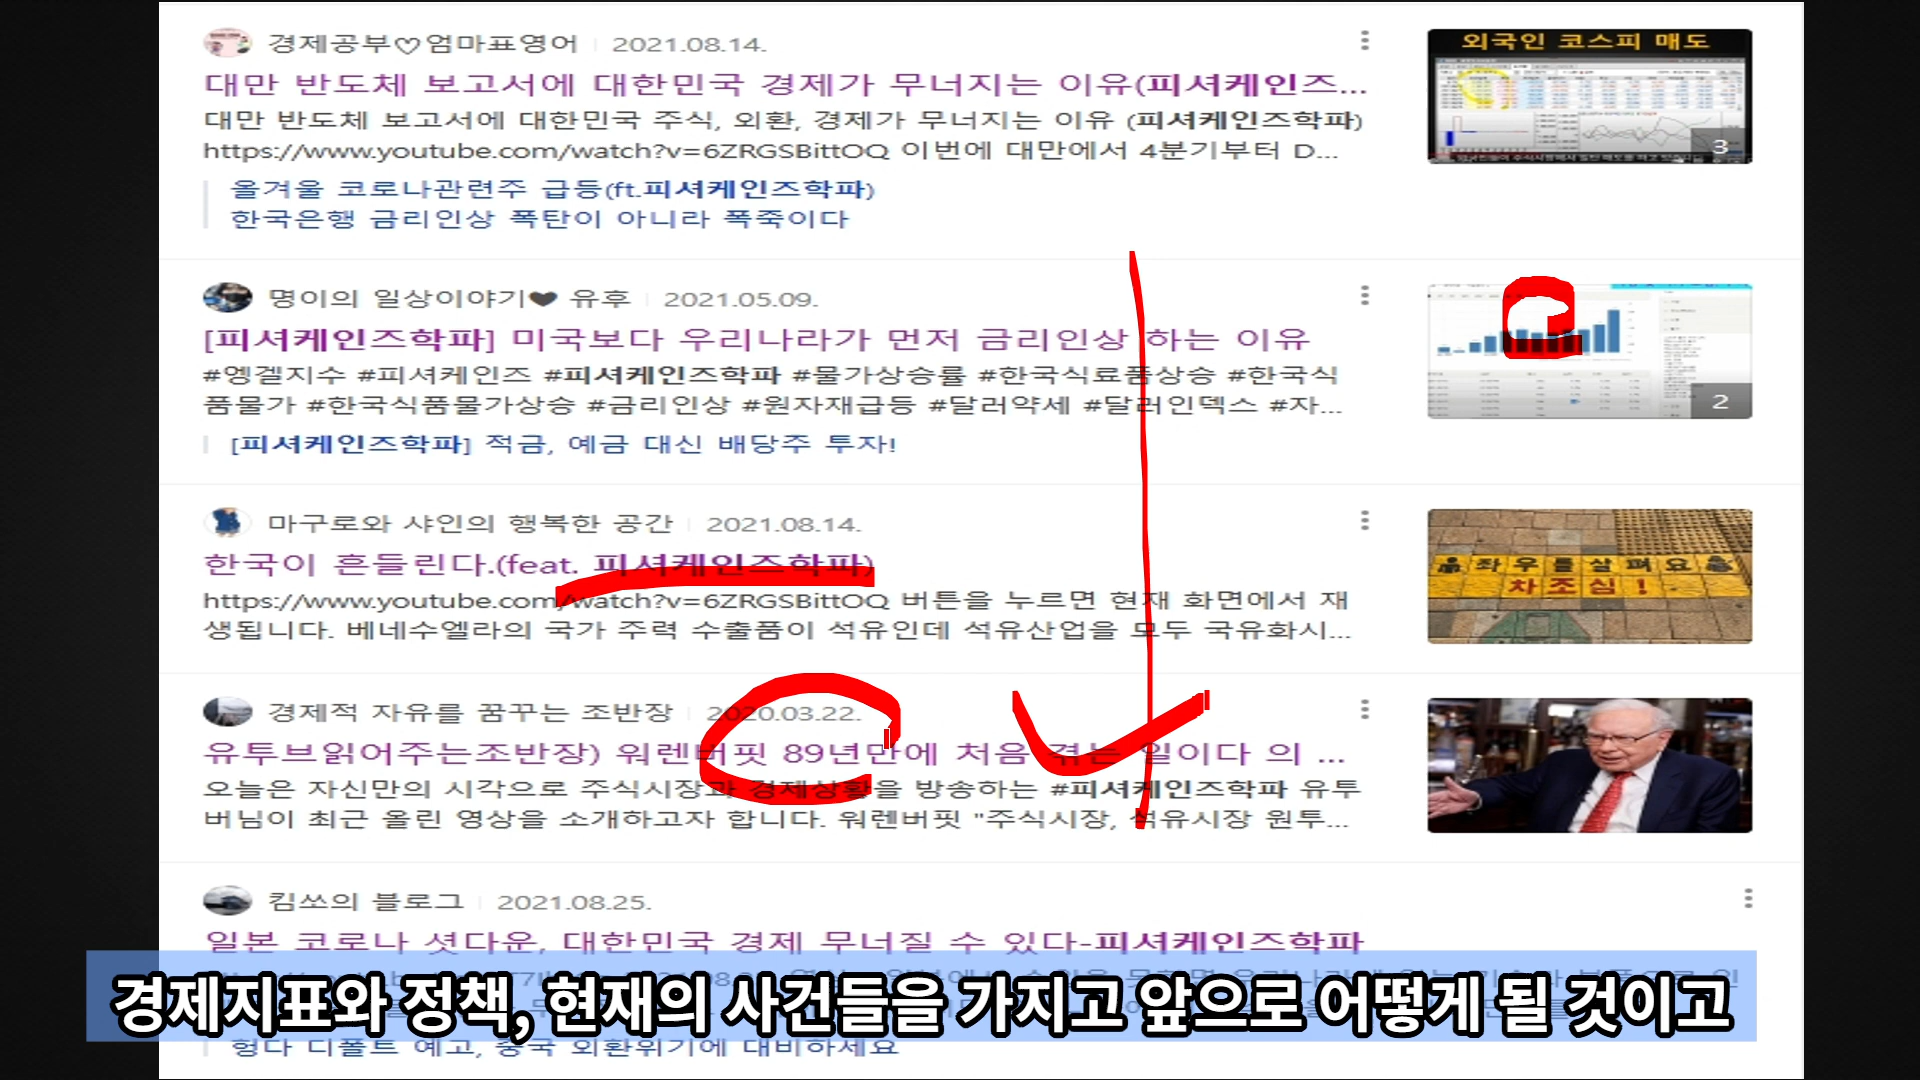 경제공부♡엄마표영어 2021.08.14.
대만 반도체 보고서에 대한민국 경제가 무너지는 이유(피셔케인즈...
대만 반도체 보고서에 대한민국 주식, 외환, 경제가 무너지는 이유 (피셔케인즈학파)
https://www.youtube.com/watch?v=6ZRGSBittOQ 이번에 대만에서 4분기부터 D...
올겨울 코로나관련주 급등(ft.피셔케인즈학파)
한국은행 금리인상 폭탄이 아니라 폭죽이다
외국인 코스피 매도
3
명이의 일상이야기♥ 유후 2021.05.09.
[피셔케인즈학파] 미국보다 우리나라가 먼저 금리인상 하는 이유
#엥겔지수 #피셔케인즈 #피셔케인즈학파 #물가상승률 #한국식료품상승 #한국식
품물가 #한국식품물가상승 #금리인상 #원자재급등 #달러약세 #달러인덱스 #자...
[피셔케인즈학파] 적금, 예금 대신 배당주 투자!
2
마구로와 샤인의 행복한 공간 2021.08.14.
한국이 흔들린다.(feat. 피셔케인즈학파)
https://www.youtube.com/watch?v=6ZRGSBittOQ 버튼을 누르면 현재 화면에서 재
생됩니다. 베네수엘라의 국가 주력 수출품이 석유인데 석유산업을 모두 국유화시...
좌우를살펴요
차조심!
경제적 자유를 꿈꾸는 조반장 2020.03.22.
유투브읽어주는조반장) 워렌버핏 89년만에 처음 겪는 일이다 의 ...
오늘은 자신만의 시각으로 주식시장과 경제상황을 방송하는 #피셔케인즈학파 유투
버님이 최근 올린 영상을 소개하고자 합니다. 워렌버핏 "주식시장, 석유시장 원투...
킴쏘의 블로그 2021.08.25.
일본 코로나 셧다운, 대한민국 경제 무너질 수 있다-피셔케인즈학파
경제지표와 정책, 현재의 사건들을 가지고 앞으로 어떻게 될 것이고
헝다 디폴트 예고, 중국 외환위기에 대비하세요